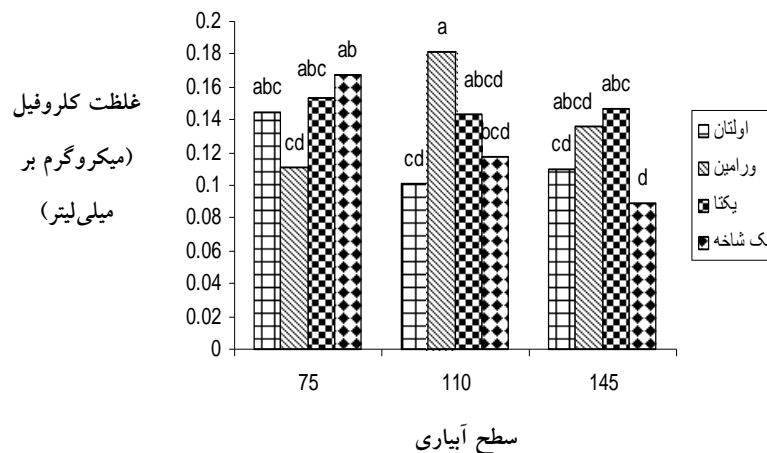 غلظت کلروفیل
(میکروگرم بر
میلی‌لیتر)
0.2
0.18
0.16
0.14
0.12
0.1
0.08
0.06
0.04
0.02
0
abc
cd
abc
ab
cd
a
abcd
bcd
cd
abcd
abc
d
75
110
145
سطح آبیاری
اولتان
ورامین
یکتا
ک شاخه